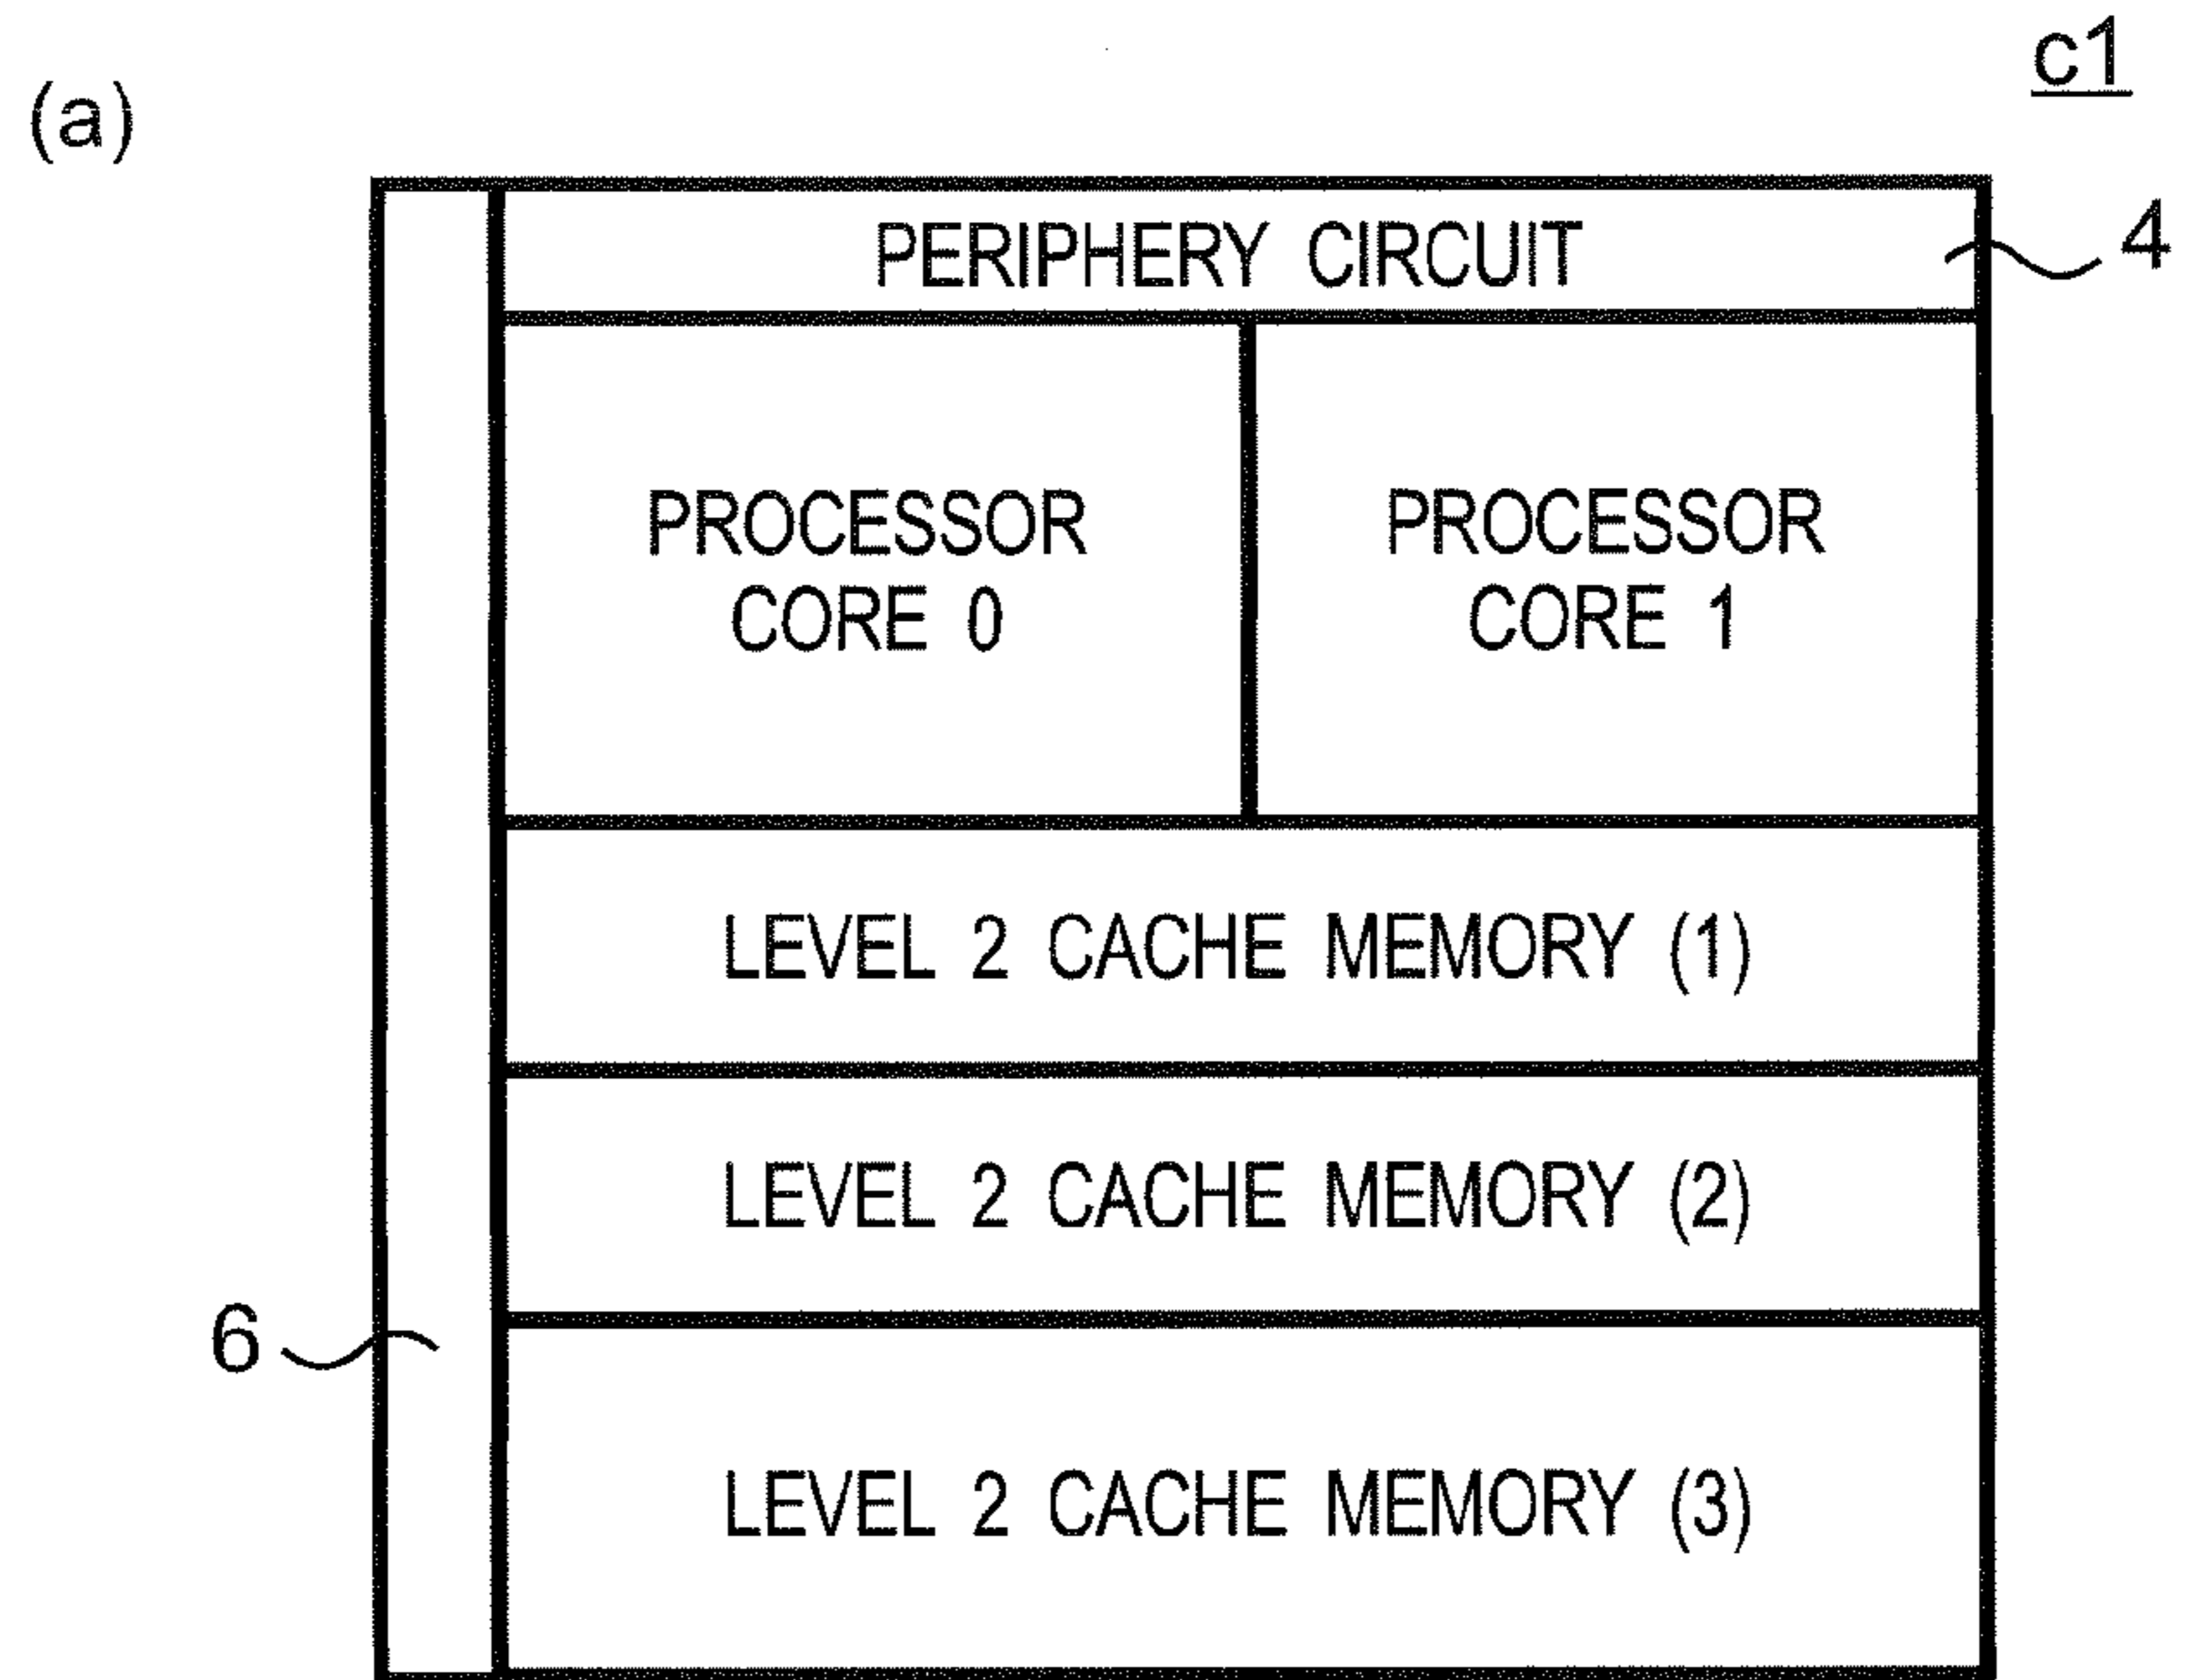 c1
(a)
PERIPHERY CIRCUIT
4
PROCESSOR
CORE 0
PROCESSOR
CORE 1
LEVEL 2 CACHE MEMORY (1)
LEVEL 2 CACHE MEMORY (2)
6
LEVEL 2 CACHE MEMORY (3)